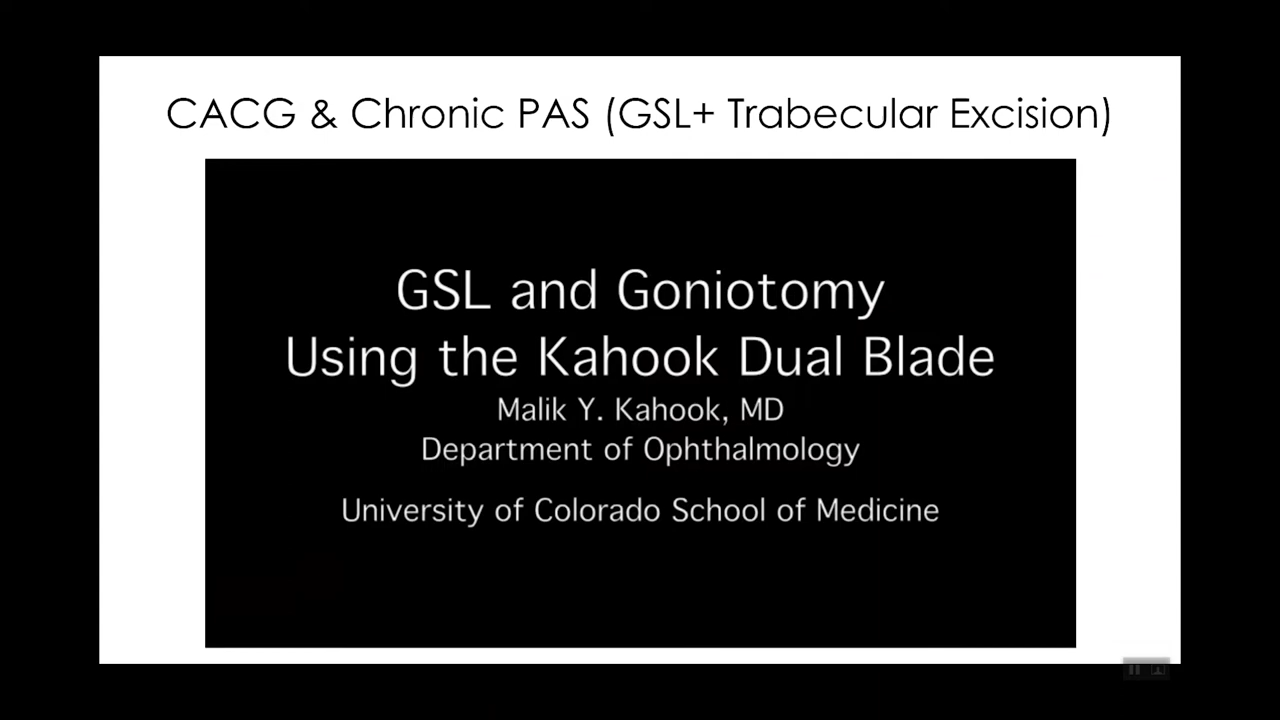 CACG & Chronic PAS (GSL+ Trabecular Excision)
GSL and Goniotomy
Using the Kahook Dual Blade
Malik Y. Kahook, MD
Department of Ophthalmology
University of Colorado School of Medicine